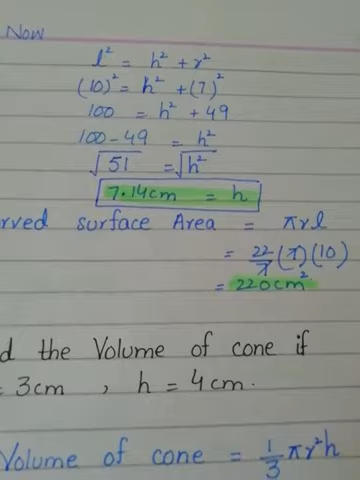 Now
l² = h² + r²
(10)² = h² + (7)²
100 = h² + 49
100 - 49 = h²
√51 = √h²
7.14cm = h
rved surface Area = πrl
= 22/7 (7)(10)
= 220cm²
d the Volume of cone if
= 3cm , h = 4cm.
Volume of cone = 1/3 πr²h